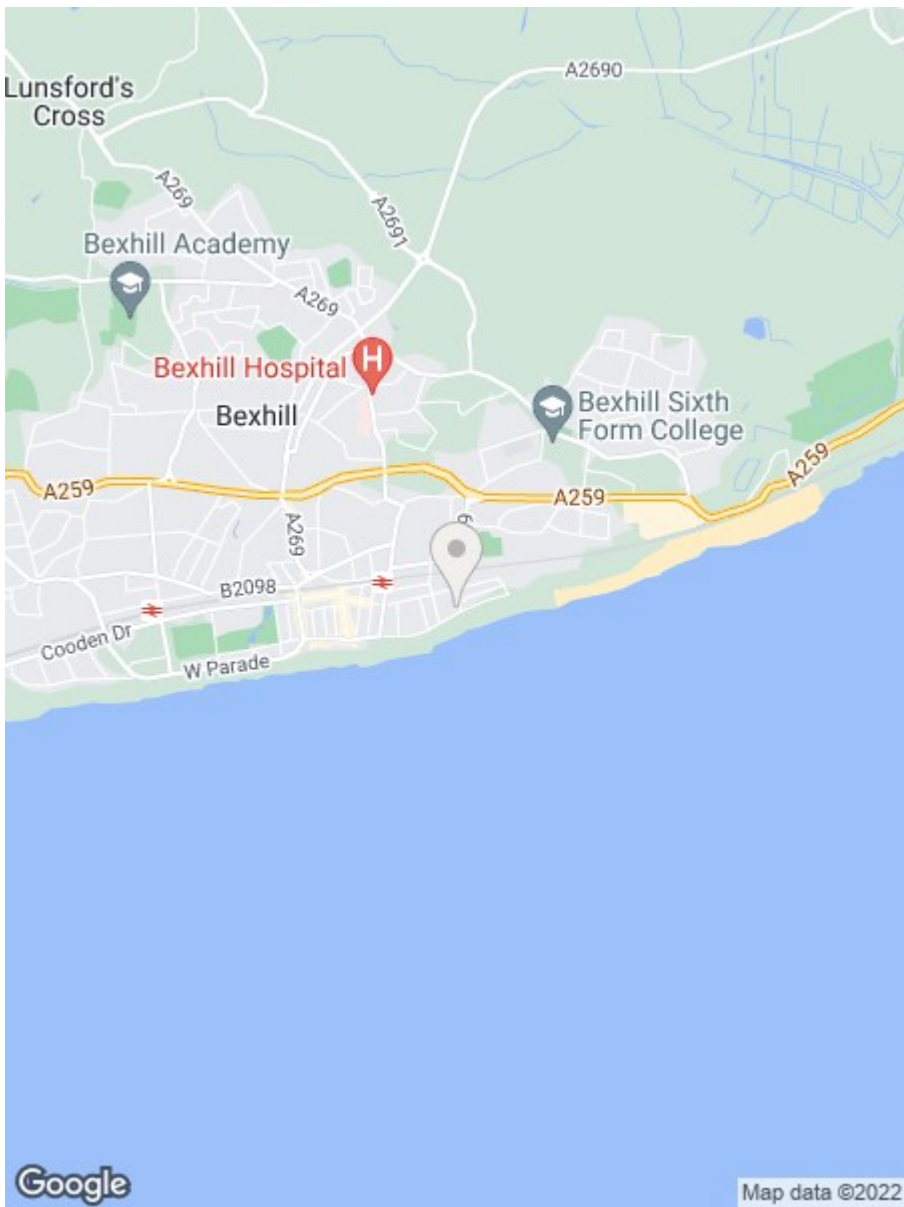 A2690
Lunsford's
Cross
A269
A2691
Bexhill Academy
A269
H
Bexhill Hospital
Bexhill
Bexhill Sixth
Form College
A259
A259
A259
A269
B2098
Cooden Dr
W Parade
Google
Map data ©2022